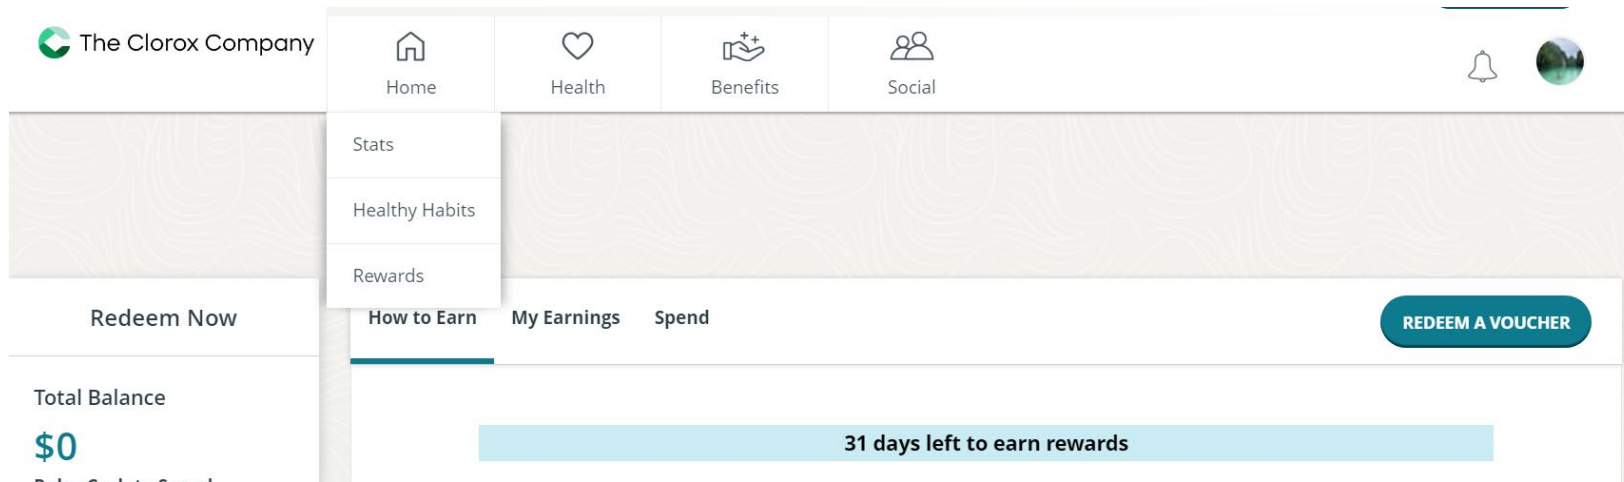 The Clorox Company
Home
Health
Benefits
Social
Stats
Healthy Habits
Rewards
Redeem Now
How to Earn
My Earnings
Spend
REDEEM A VOUCHER
Total Balance
$0
31 days left to earn rewards